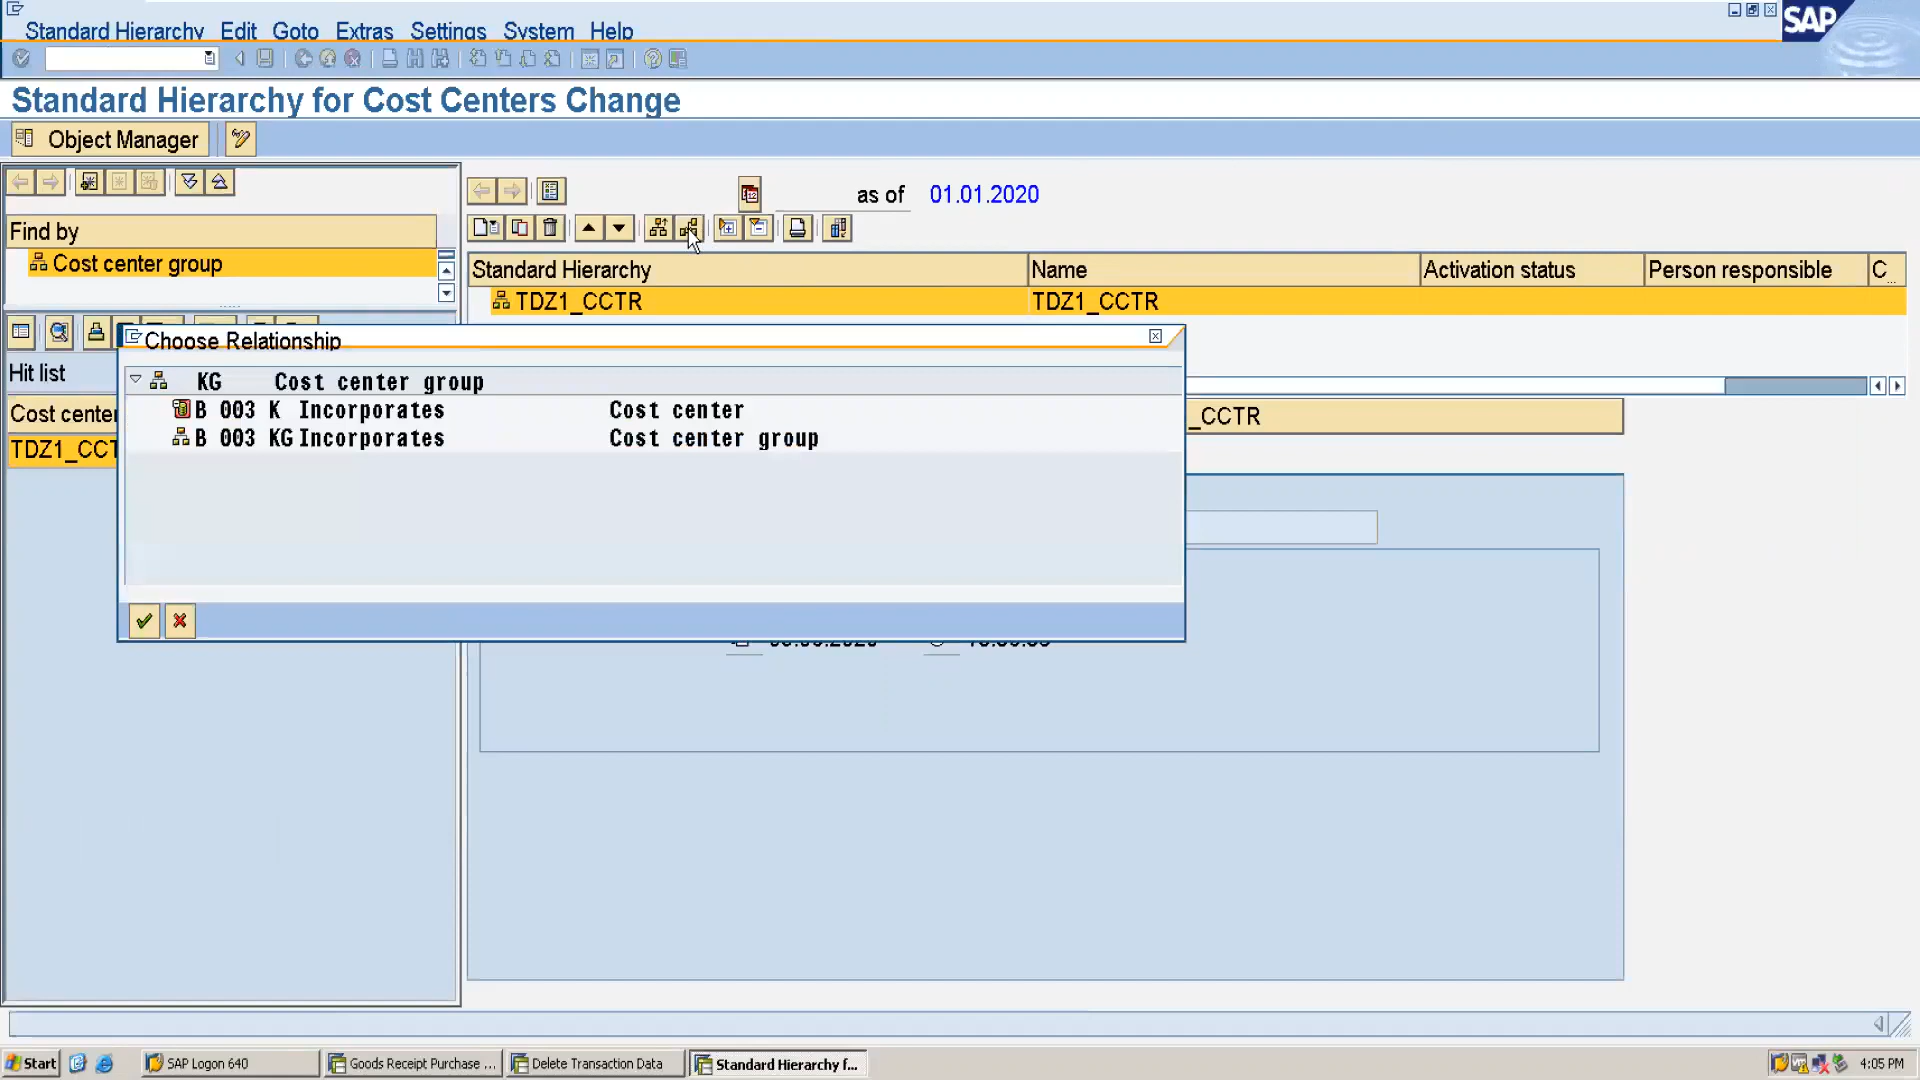 Standard Hierarchy Edit Goto Extras Settings System Help
SAP
Standard Hierarchy for Cost Centers Change
Object Manager
as of 01.01.2020
Find by
Cost center group
Standard Hierarchy Name Activation status Person responsible C...
TDZ1_CCTR TDZ1_CCTR
Choose Relationship
Hit list
KG Cost center group
Cost center
B 003 K Incorporates Cost center
_CCTR
B 003 KG Incorporates Cost center group
TDZ1_CCT
Start
SAP Logon 640
Goods Receipt Purchase ...
Delete Transaction Data
Standard Hierarchy f...
4:05 PM